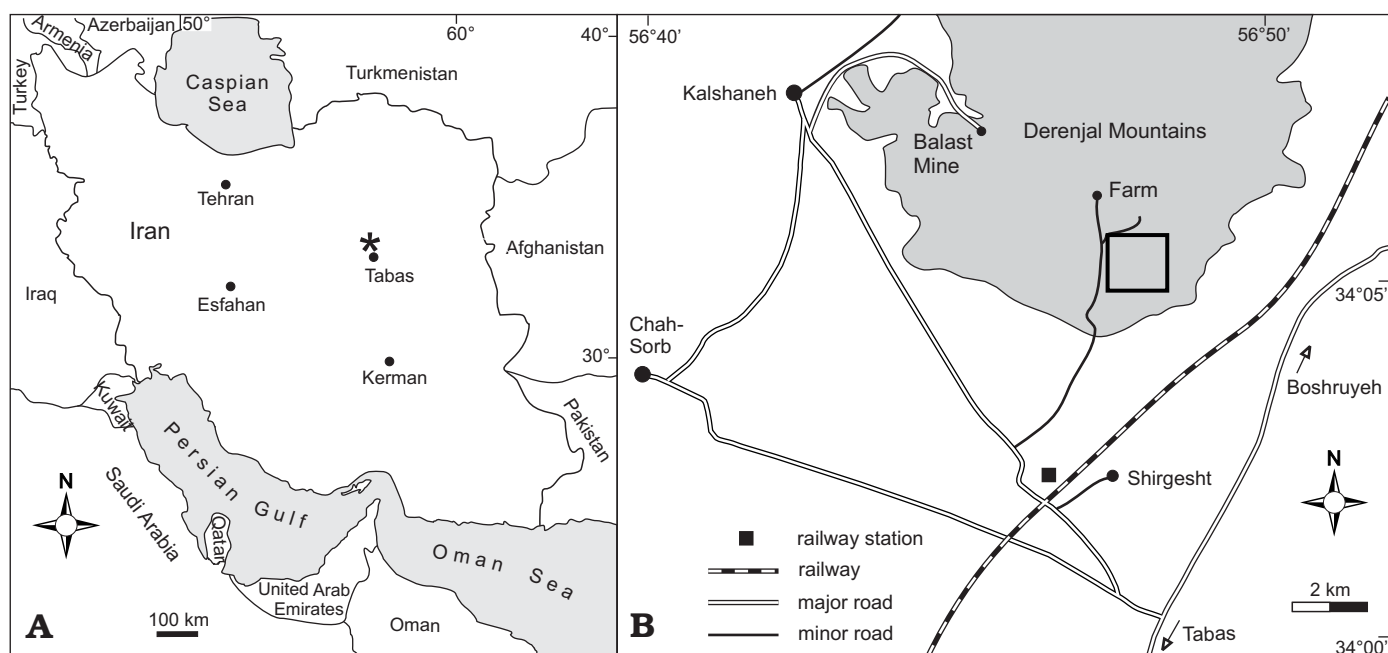 Armenia
Azerbaijan
50°
60°
40°
Turkey
Caspian
Sea
Turkmenistan
Tehran
Iran
*
Tabas
Afghanistan
Iraq
Esfahan
30°
Kerman
Kuwait
Pakistan
Persian Gulf
N
Saudi Arabia
Qatar
Oman Sea
United Arab
Emirates
Oman
A
100 km
56°40'
56°50'
Kalshaneh
Balast
Mine
Derenjal Mountains
Farm
34°05'
Chah-
Sorb
Boshruyeh
N
Shirgesht
railway station
railway
major road
minor road
2 km
B
Tabas
34°00'